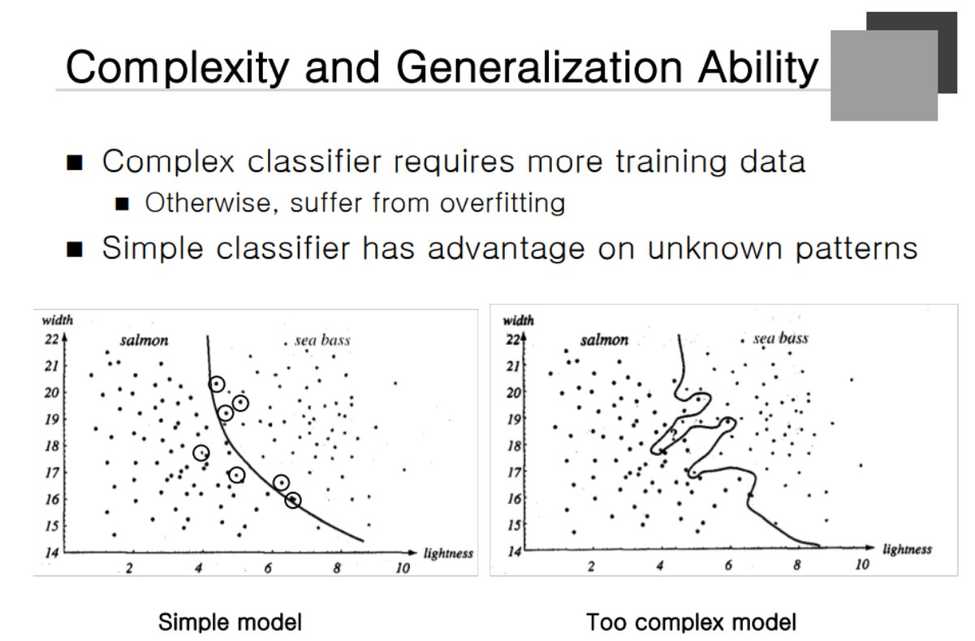 Complexity and Generalization Ability
Complex classifier requires more training data
Otherwise, suffer from overfitting
Simple classifier has advantage on unknown patterns
width
22
salmon
sea bass
21
20
19
18
17
16
15
14
2
4
6
8
10
lightness
width
22
salmon
sea bass
21
20
19
18
17
16
15
14
2
4
6
8
10
lightness
?
Simple model
Too complex model